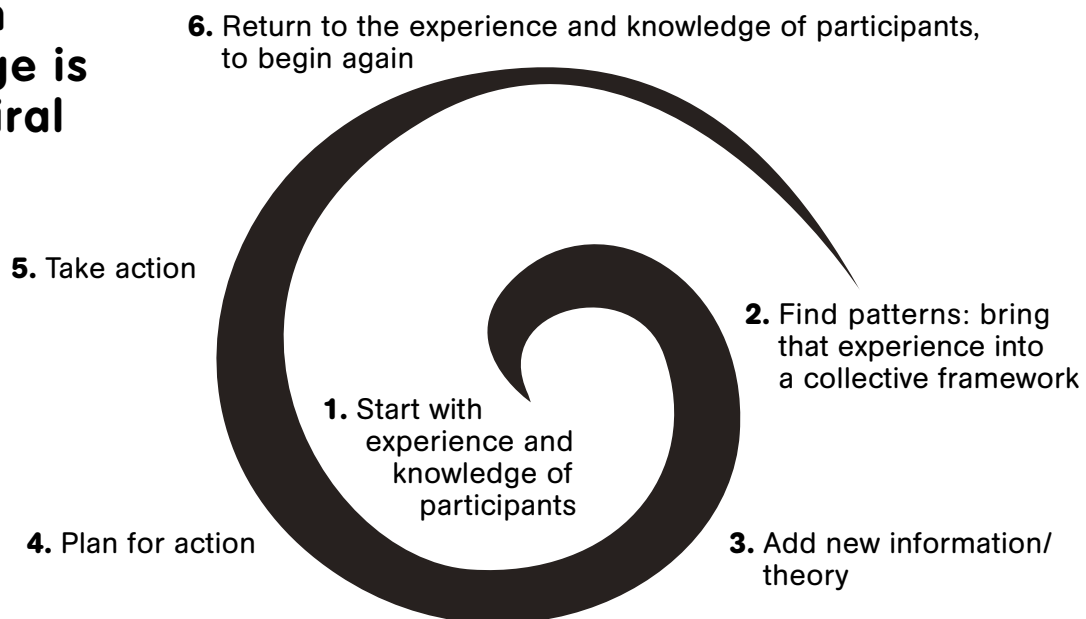 is
6. Return to the experience and knowledge of participants,
to begin again
5. Take action
2. Find patterns: bring
that experience into
a collective framework
1. Start with
experience and
knowledge of
participants
4. Plan for action
3. Add new information/
theory